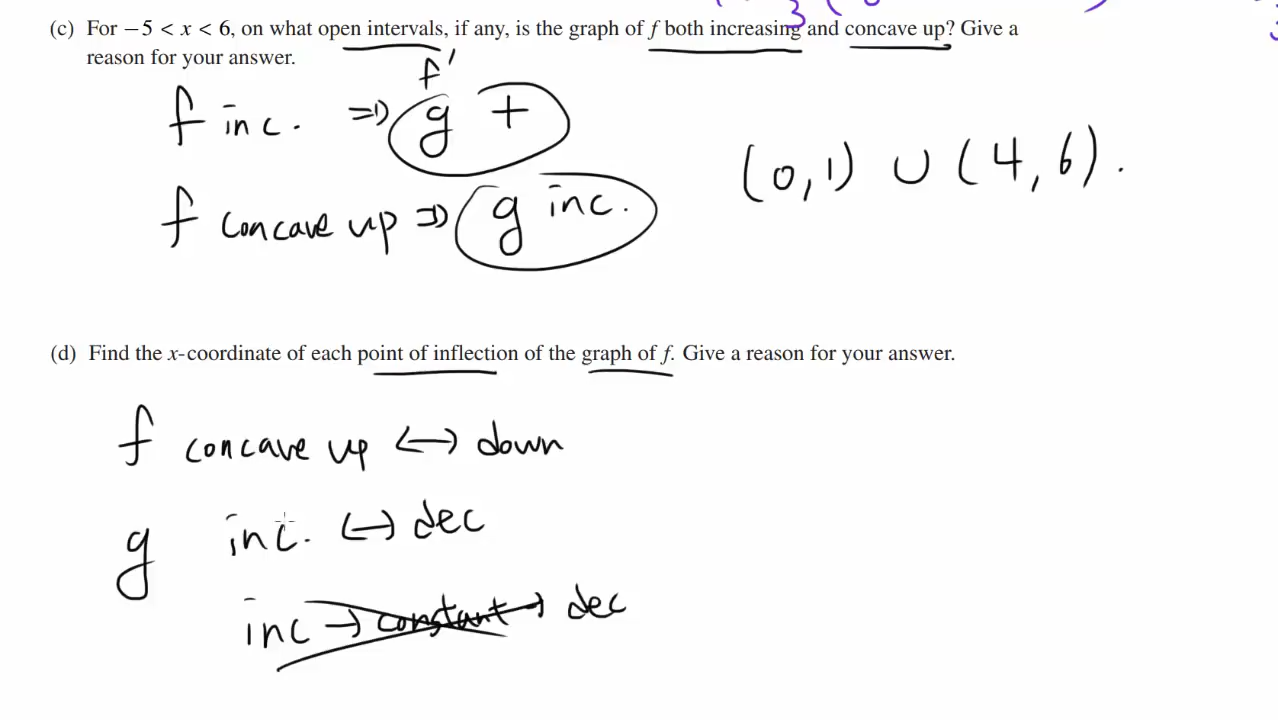 (c) For −5 < x < 6, on what open intervals, if any, is the graph of f both increasing and concave up? Give a
reason for your answer.
f'
f inc. => g +
f concave up => g inc.
(0,1) ∪ (4,6).
(d) Find the x-coordinate of each point of inflection of the graph of f. Give a reason for your answer.
f concave up <-> down
g inc. <-> dec
inc -> constant -> dec